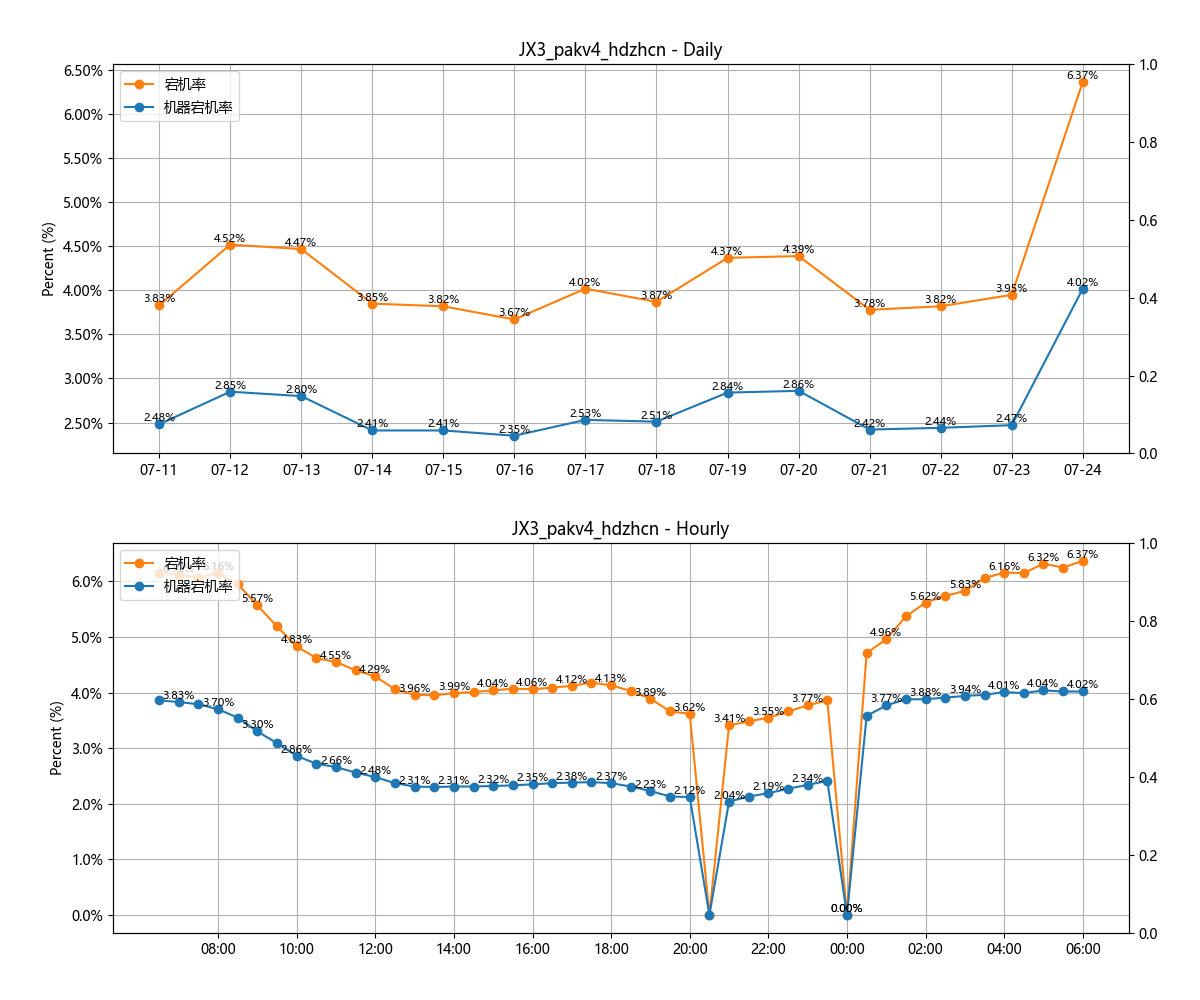 JX3_pakv4_hdzhcn - Daily
宕机率
机器宕机率
Percent (%)
6.50%
6.00%
5.50%
5.00%
4.50%
4.00%
3.50%
3.00%
2.50%
1.0
0.8
0.6
0.4
0.2
0.0
3.83% 4.52% 4.47% 3.85% 3.82% 3.67% 4.02% 3.87% 4.37% 4.39% 3.78% 3.82% 3.95% 6.37%
2.48% 2.85% 2.80% 2.41% 2.41% 2.35% 2.53% 2.51% 2.84% 2.86% 2.42% 2.44% 2.47% 4.02%
07-11 07-12 07-13 07-14 07-15 07-16 07-17 07-18 07-19 07-20 07-21 07-22 07-23 07-24
JX3_pakv4_hdzhcn - Hourly
宕机率
机器宕机率
Percent (%)
6.0%
5.0%
4.0%
3.0%
2.0%
1.0%
0.0%
1.0
0.8
0.6
0.4
0.2
0.0
6.16% 5.57% 4.83% 4.55% 4.29% 3.96% 3.99% 4.04% 4.06% 4.12% 4.13% 3.89% 3.62% 3.41% 3.55% 3.77% 0.00% 4.96% 5.62% 5.83% 6.16% 6.32% 6.37%
3.83% 3.70% 3.30% 2.86% 2.66% 2.48% 2.31% 2.31% 2.32% 2.35% 2.38% 2.37% 2.23% 2.12% 2.04% 2.19% 2.34% 0.00% 3.77% 3.88% 3.94% 4.01% 4.04% 4.02%
08:00 10:00 12:00 14:00 16:00 18:00 20:00 22:00 00:00 02:00 04:00 06:00